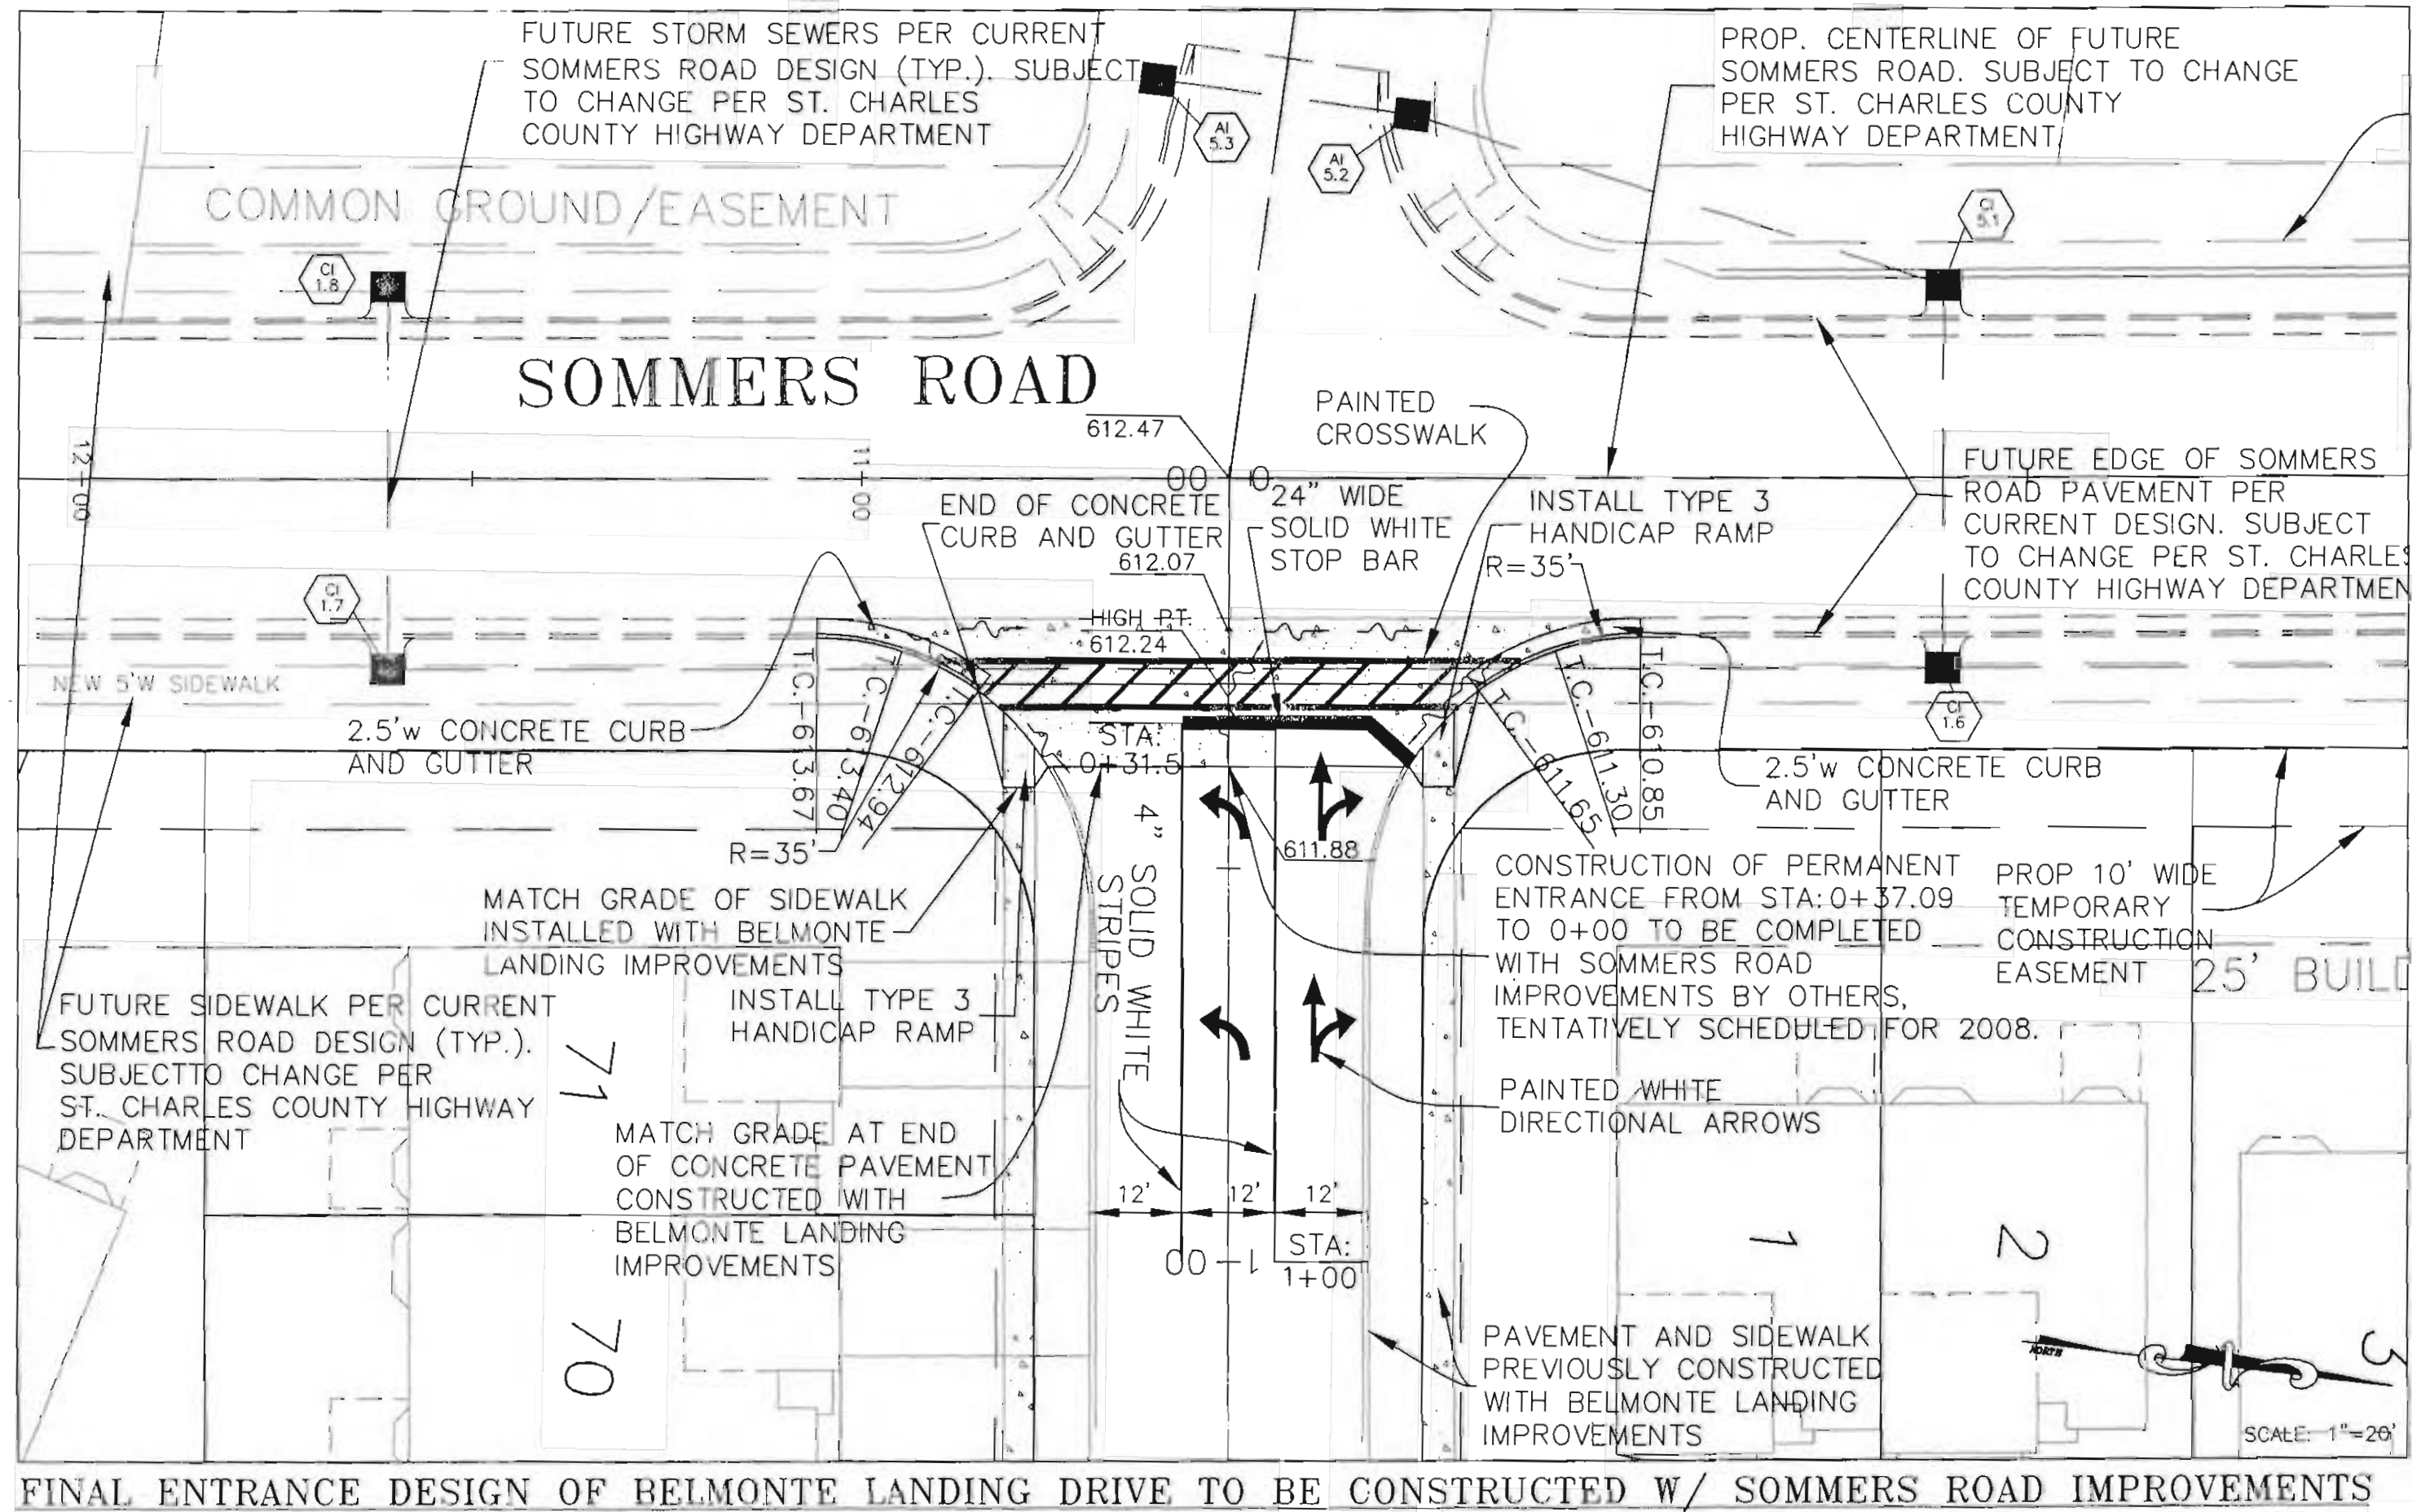 FUTURE STORM SEWERS PER CURRENT
SOMMERS ROAD DESIGN (TYP.). SUBJECT
TO CHANGE PER ST. CHARLES
COUNTY HIGHWAY DEPARTMENT
PROP. CENTERLINE OF FUTURE
SOMMERS ROAD. SUBJECT TO CHANGE
PER ST. CHARLES COUNTY
HIGHWAY DEPARTMENT
AI
5.3
AI
5.2
COMMON GROUND/EASEMENT
CI
5.1
CI
1.8
SOMMERS ROAD
612.47
PAINTED
CROSSWALK
12+00
11+00
00
0
END OF CONCRETE
CURB AND GUTTER
24" WIDE
SOLID WHITE
STOP BAR
INSTALL TYPE 3
HANDICAP RAMP
R=35'
FUTURE EDGE OF SOMMERS
ROAD PAVEMENT PER
CURRENT DESIGN. SUBJECT
TO CHANGE PER ST. CHARLES
COUNTY HIGHWAY DEPARTMEN
612.07
CI
1.7
HIGH PT.
612.24
NEW 5'W SIDEWALK
CI
1.6
2.5'w CONCRETE CURB
AND GUTTER
T.C.-613.67
T.C.-613.40
T.C.-612.94
STA:
0+31.5
T.C.-611.65
T.C.-611.30
T.C.-610.85
2.5'w CONCRETE CURB
AND GUTTER
R=35'
611.88
4" SOLID WHITE
STRIPES
MATCH GRADE OF SIDEWALK
INSTALLED WITH BELMONTE
LANDING IMPROVEMENTS
CONSTRUCTION OF PERMANENT
ENTRANCE FROM STA:0+37.09
TO 0+00 TO BE COMPLETED
WITH SOMMERS ROAD
IMPROVEMENTS BY OTHERS,
TENTATIVELY SCHEDULED FOR 2008.
PROP 10' WIDE
TEMPORARY
CONSTRUCTION
EASEMENT
25' BUILD
INSTALL TYPE 3
HANDICAP RAMP
FUTURE SIDEWALK PER CURRENT
SOMMERS ROAD DESIGN (TYP.).
SUBJECTTO CHANGE PER
ST. CHARLES COUNTY HIGHWAY
DEPARTMENT
71
PAINTED WHITE
DIRECTIONAL ARROWS
MATCH GRADE AT END
OF CONCRETE PAVEMENT
CONSTRUCTED WITH
BELMONTE LANDING
IMPROVEMENTS
12'
12'
12'
1+00
STA:
1+00
1
2
3
70
PAVEMENT AND SIDEWALK
PREVIOUSLY CONSTRUCTED
WITH BELMONTE LANDING
IMPROVEMENTS
NORTH
SCALE: 1"=20'
FINAL ENTRANCE DESIGN OF BELMONTE LANDING DRIVE TO BE CONSTRUCTED W/ SOMMERS ROAD IMPROVEMENTS